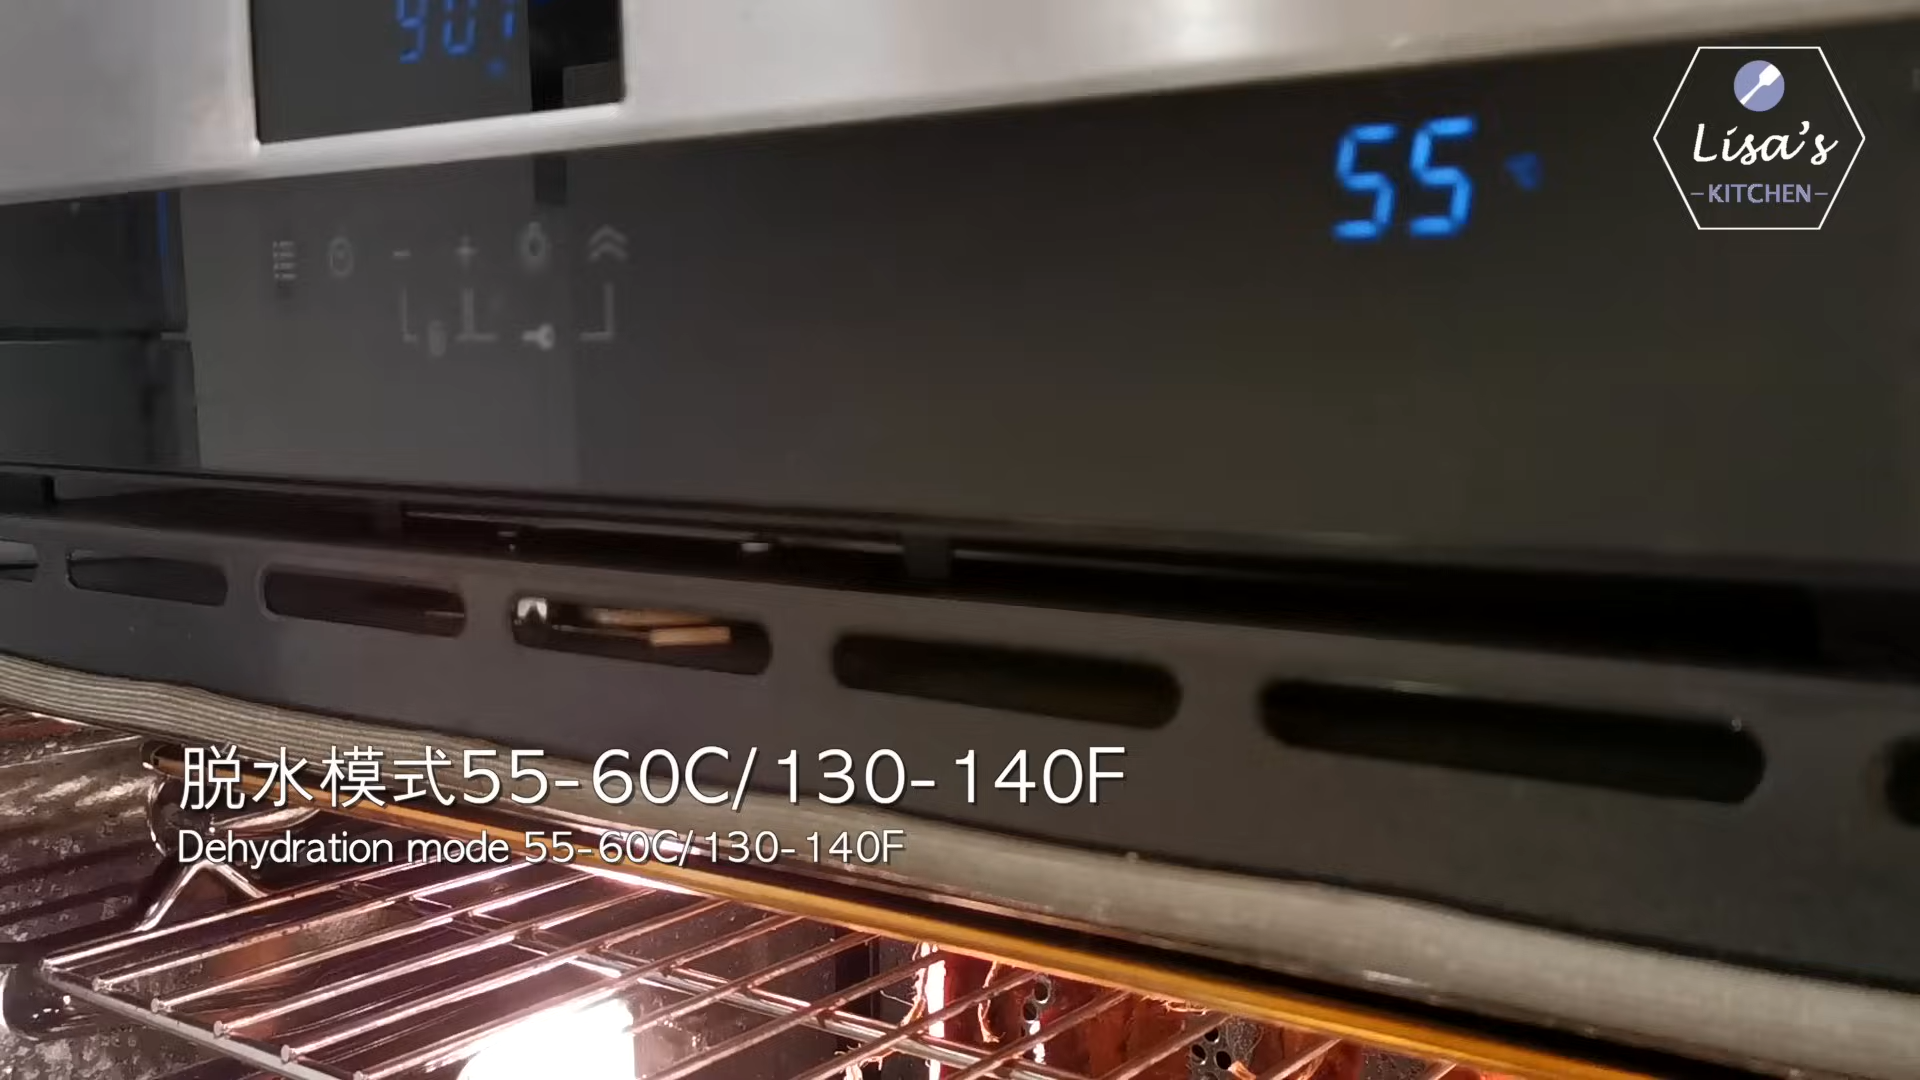 55
Lisa's
KITCHEN
脱水模式55-60C/130-140F
Dehydration mode 55-60C/130-140F